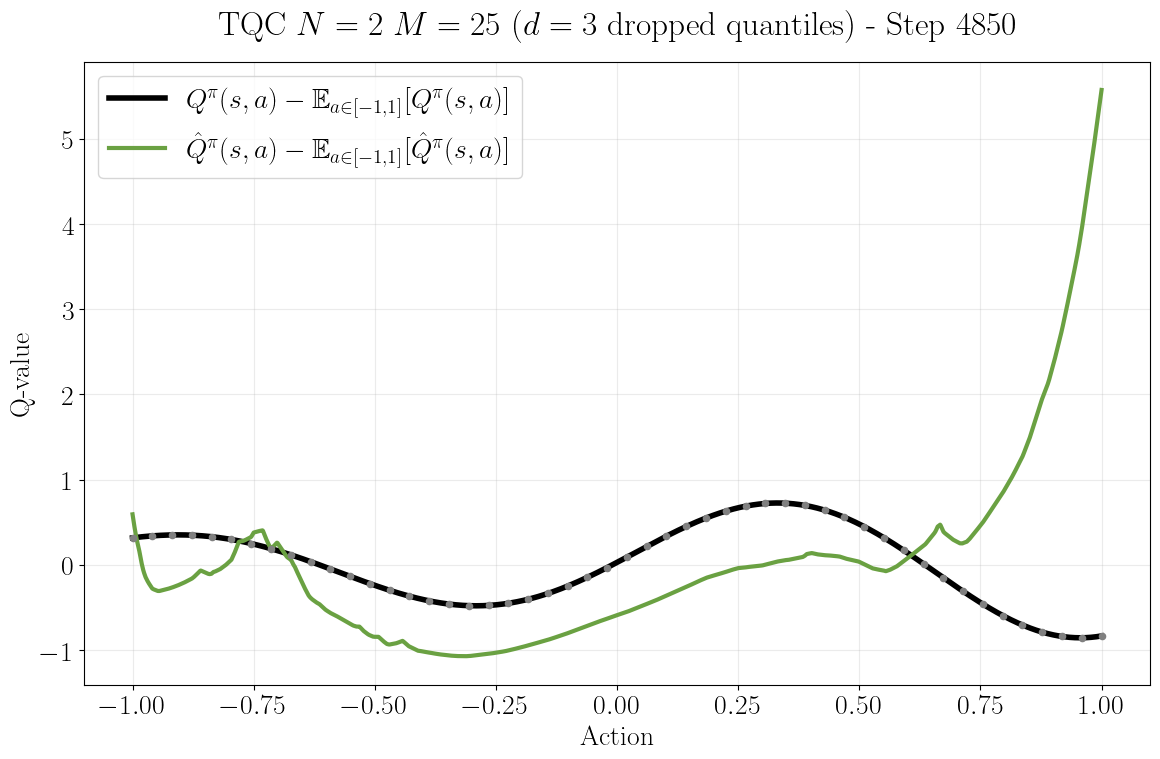 TQC N = 2 M = 25 (d = 3 dropped quantiles) - Step 4850
Q^π(s, a) − 𝔼_{a∈[−1,1]}[Q^π(s, a)]
Q̂^π(s, a) − 𝔼_{a∈[−1,1]}[Q̂^π(s, a)]
Q-value
5
4
3
2
1
0
−1
−1.00 −0.75 −0.50 −0.25 0.00 0.25 0.50 0.75 1.00
Action